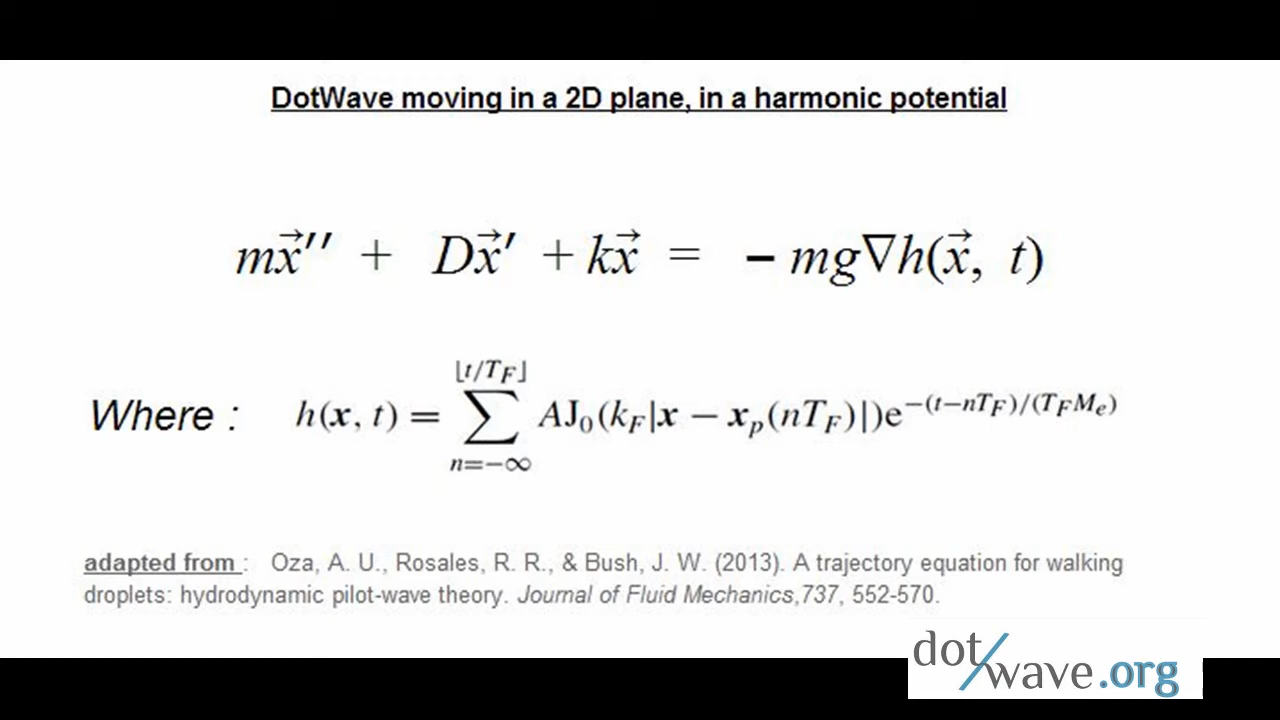 DotWave moving in a 2D plane, in a harmonic potential
mx⃗′′ + Dx⃗′ + kx⃗ = − mg∇h(x⃗, t)
Where : h(x, t) = ∑_{n=−∞}^{⌊t/T_F⌋} AJ₀(k_F|x − x_p(nT_F)|)e^{−(t−nT_F)/(T_F M_e)}
adapted from : Oza, A. U., Rosales, R. R., & Bush, J. W. (2013). A trajectory equation for walking
droplets: hydrodynamic pilot-wave theory. Journal of Fluid Mechanics,737, 552-570.
dot/wave.org